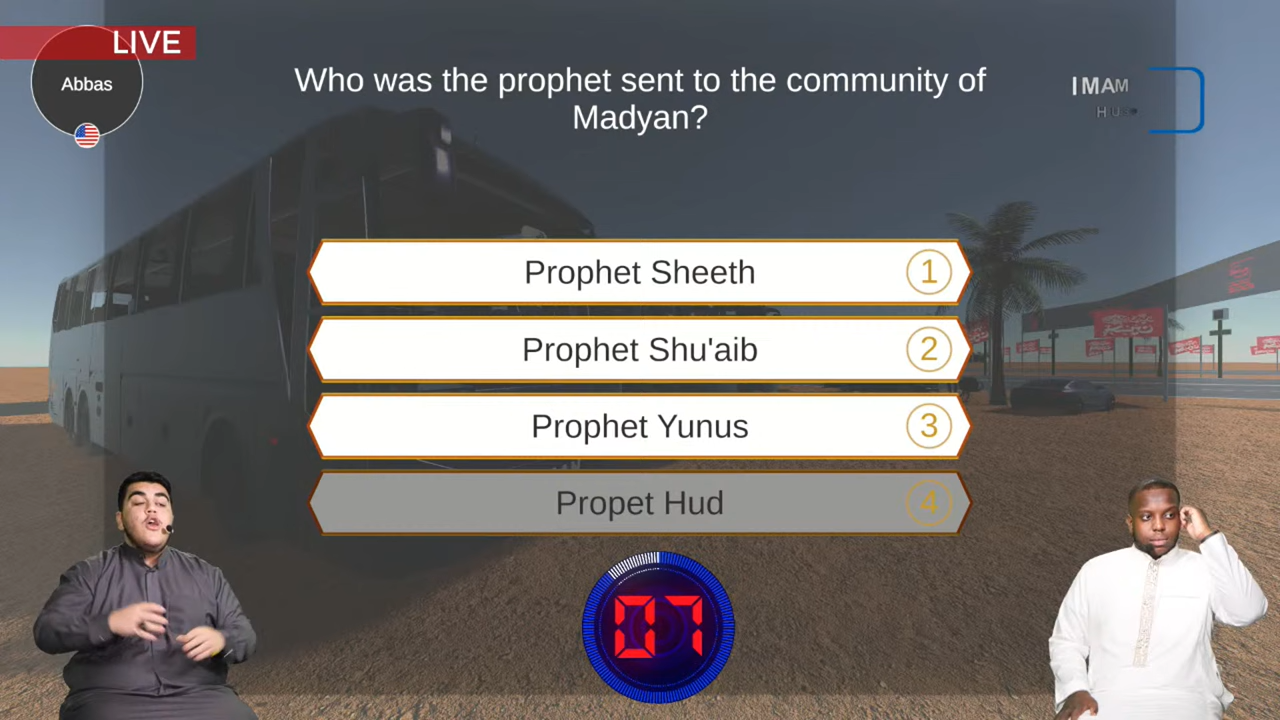 LIVE
Abbas
Who was the prophet sent to the community of
Madyan?
IMAM
Prophet Sheeth
1
Prophet Shu'aib
2
Prophet Yunus
3
Propet Hud
4
07